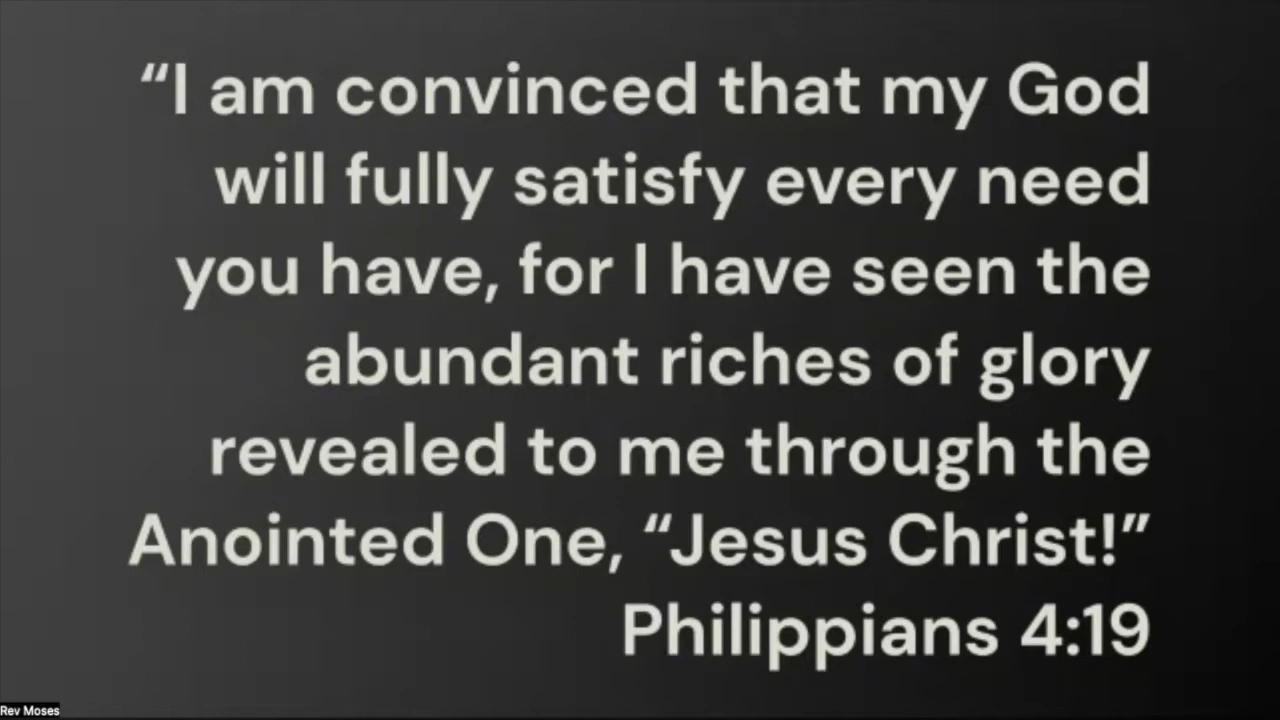 “I am convinced that my God
will fully satisfy every need
you have, for I have seen the
abundant riches of glory
revealed to me through the
Anointed One, “Jesus Christ!”
Philippians 4:19
Rev Moses